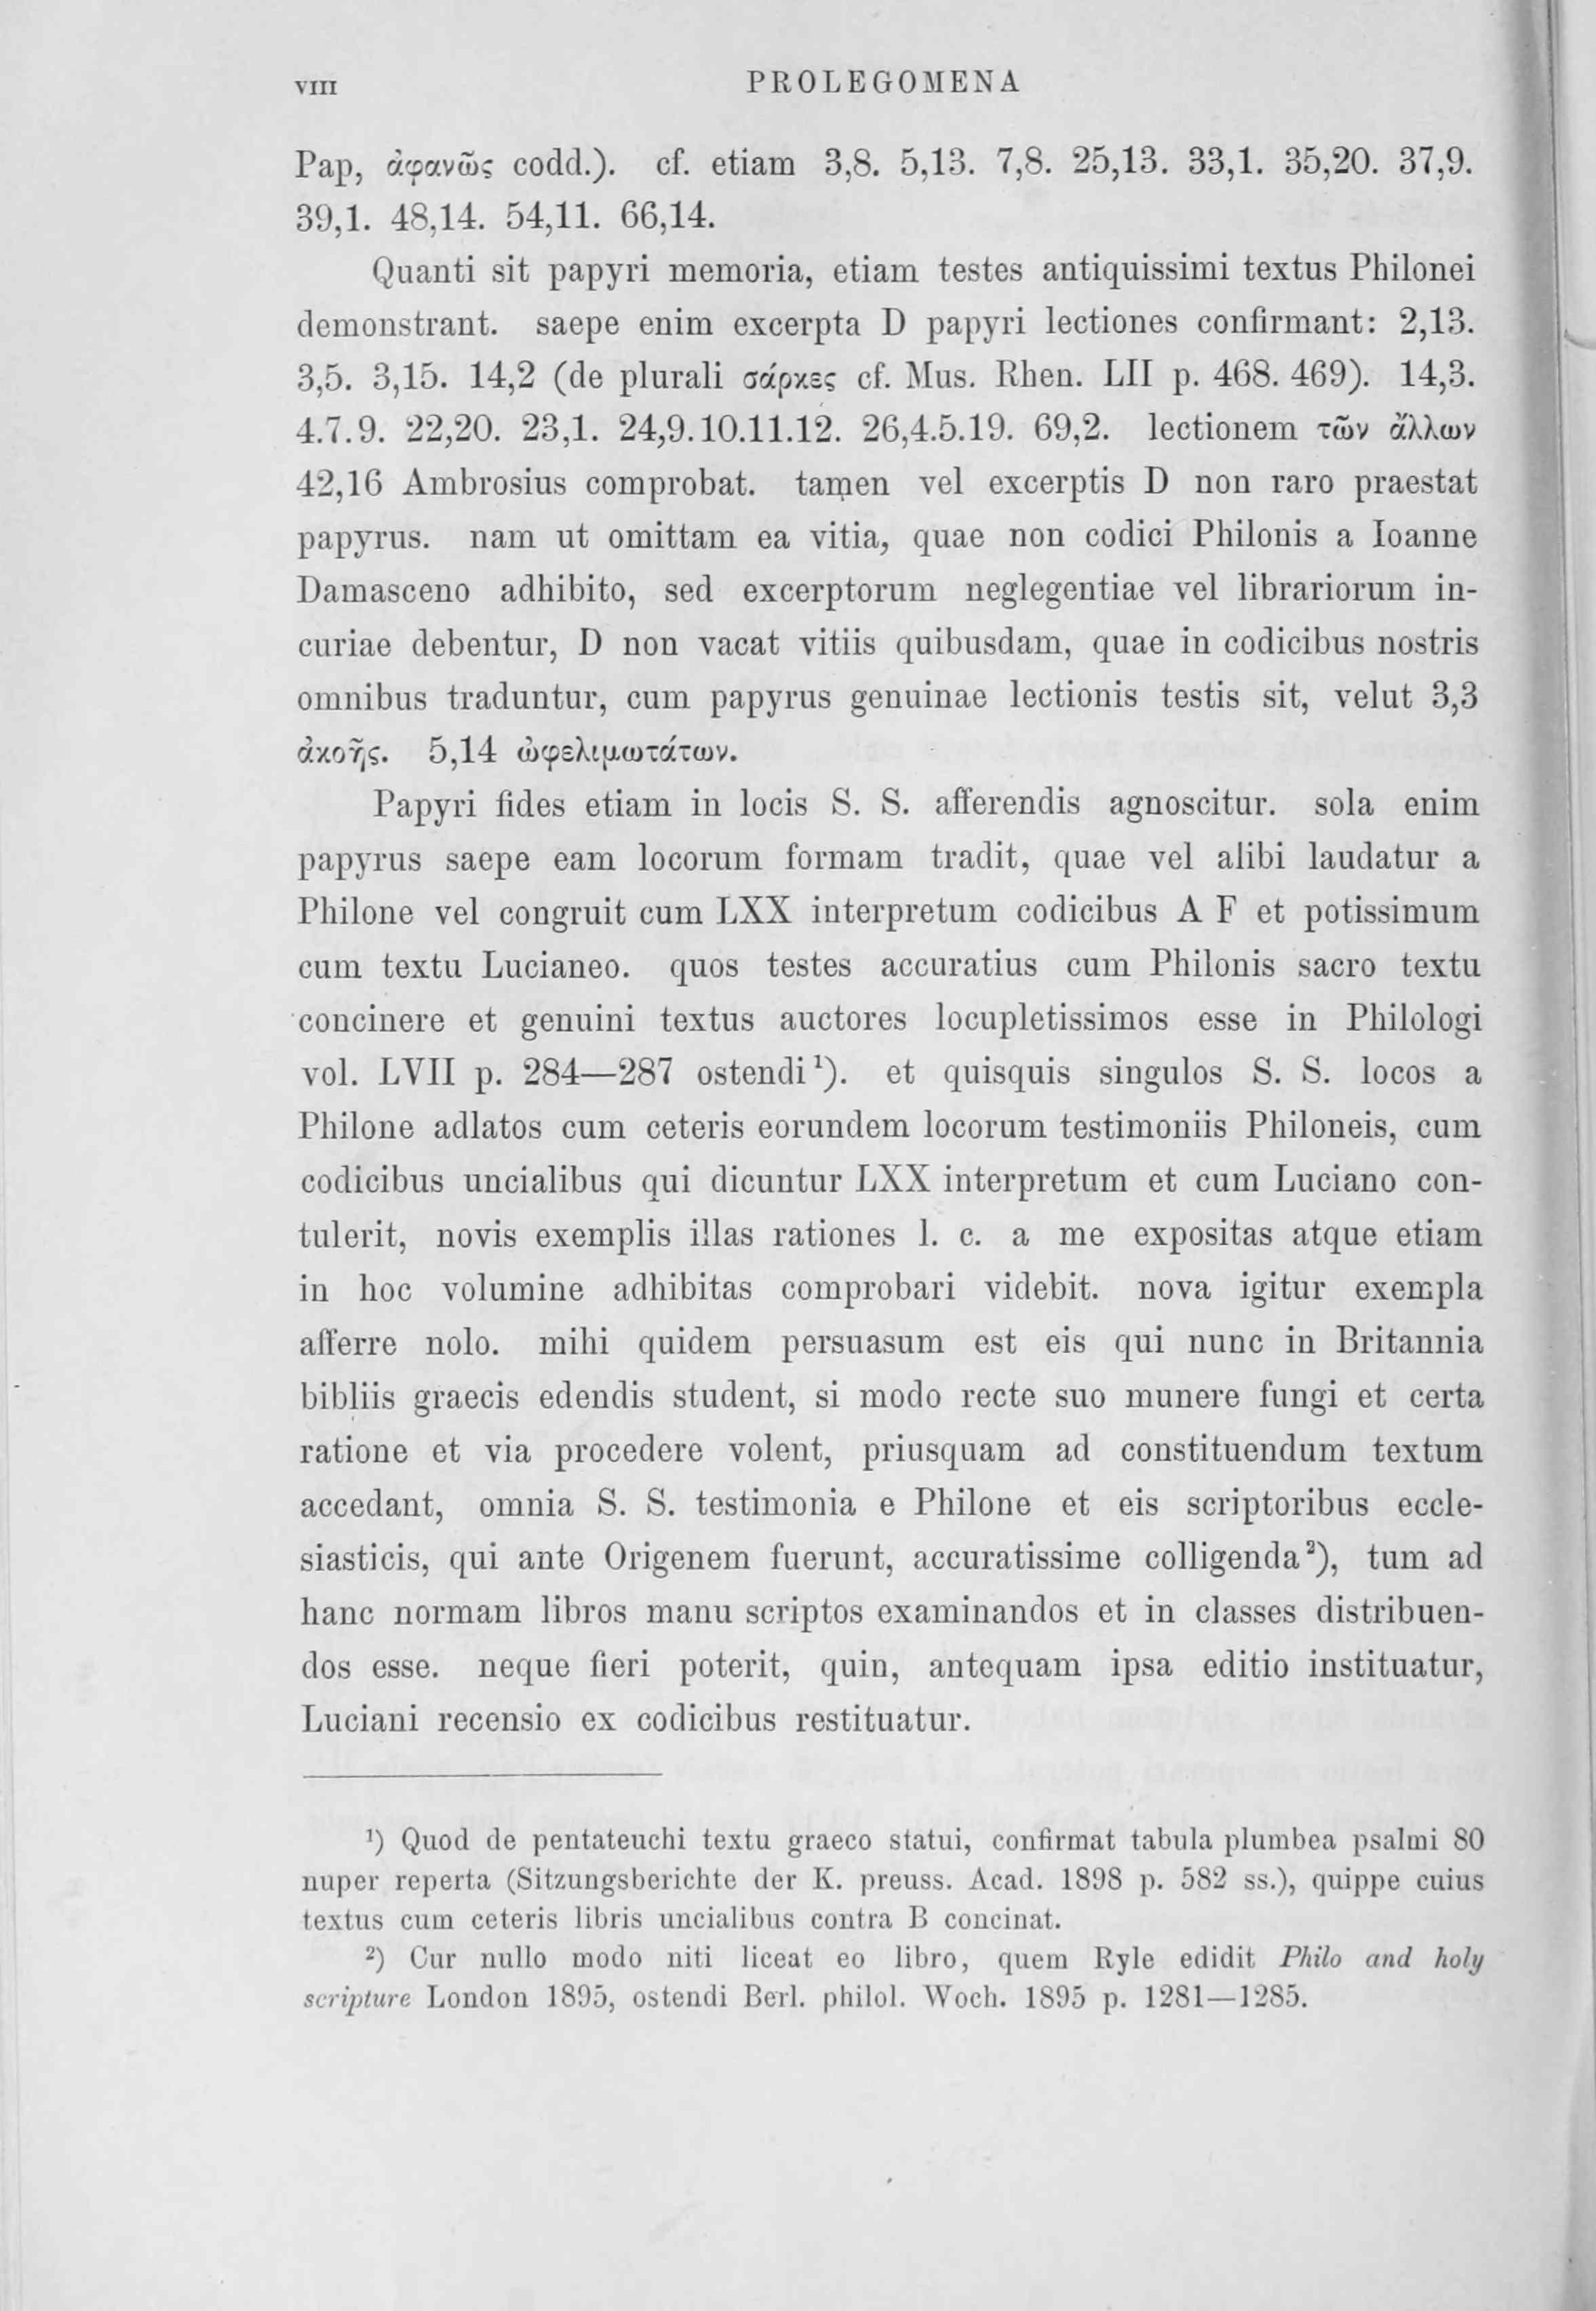 VIII PROLEGOMENA
Pap, ἀφανῶς codd.). cf. etiam 3,8. 5,13. 7,8. 25,13. 33,1. 35,20. 37,9.
39,1. 48,14. 54,11. 66,14.
Quanti sit papyri memoria, etiam testes antiquissimi textus Philonei
demonstrant. saepe enim excerpta D papyri lectiones confirmant: 2,13.
3,5. 3,15. 14,2 (de plurali σάρκες cf. Mus. Rhen. LII p. 468. 469). 14,3.
4.7.9. 22,20. 23,1. 24,9.10.11.12. 26,4.5.19. 69,2. lectionem τῶν ἄλλων
42,16 Ambrosius comprobat. tamen vel excerptis D non raro praestat
papyrus. nam ut omittam ea vitia, quae non codici Philonis a Ioanne
Damasceno adhibito, sed excerptorum neglegentiae vel librariorum in-
curiae debentur, D non vacat vitiis quibusdam, quae in codicibus nostris
omnibus traduntur, cum papyrus genuinae lectionis testis sit, velut 3,3
ἀκοῆς. 5,14 ὠφελιμωτάτων.
Papyri fides etiam in locis S. S. afferendis agnoscitur. sola enim
papyrus saepe eam locorum formam tradit, quae vel alibi laudatur a
Philone vel congruit cum LXX interpretum codicibus A F et potissimum
cum textu Lucianeo. quos testes accuratius cum Philonis sacro textu
concinere et genuini textus auctores locupletissimos esse in Philologi
vol. LVII p. 284—287 ostendi¹). et quisquis singulos S. S. locos a
Philone adlatos cum ceteris eorundem locorum testimoniis Philoneis, cum
codicibus uncialibus qui dicuntur LXX interpretum et cum Luciano con-
tulerit, novis exemplis illas rationes l. c. a me expositas atque etiam
in hoc volumine adhibitas comprobari videbit. nova igitur exempla
afferre nolo. mihi quidem persuasum est eis qui nunc in Britannia
bibliis graecis edendis student, si modo recte suo munere fungi et certa
ratione et via procedere volent, priusquam ad constituendum textum
accedant, omnia S. S. testimonia e Philone et eis scriptoribus eccle-
siasticis, qui ante Origenem fuerunt, accuratissime colligenda²), tum ad
hanc normam libros manu scriptos examinandos et in classes distribuen-
dos esse. neque fieri poterit, quin, antequam ipsa editio instituatur,
Luciani recensio ex codicibus restituatur.
¹) Quod de pentateuchi textu graeco statui, confirmat tabula plumbea psalmi 80
nuper reperta (Sitzungsberichte der K. preuss. Acad. 1898 p. 582 ss.), quippe cuius
textus cum ceteris libris uncialibus contra B concinat.
²) Cur nullo modo niti liceat eo libro, quem Ryle edidit Philo and holy
scripture London 1895, ostendi Berl. philol. Woch. 1895 p. 1281—1285.